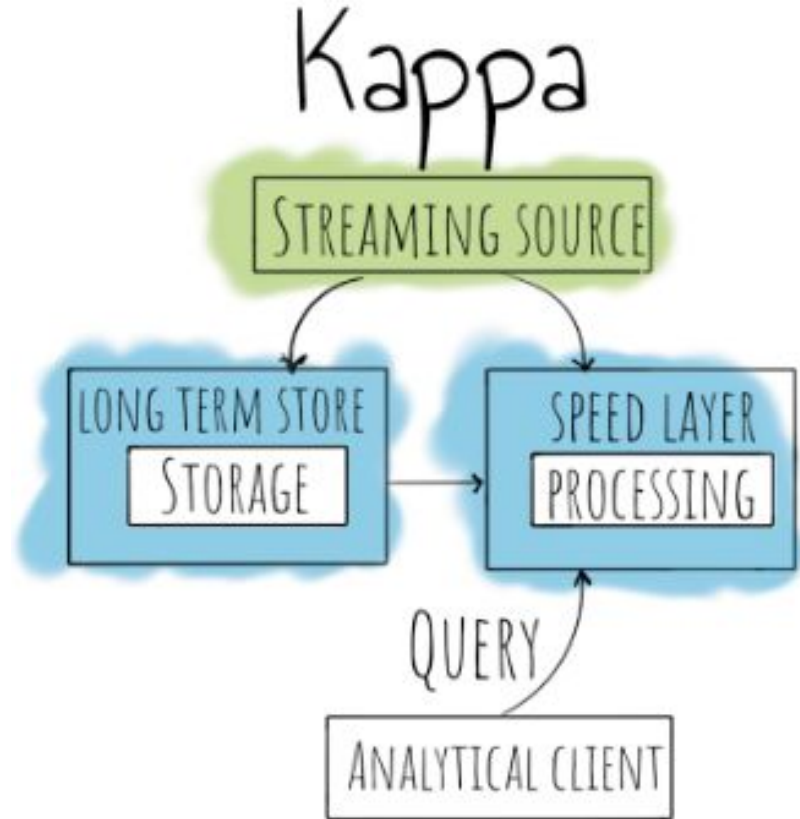 Kappa
STREAMING SOURCE
LONG TERM STORE
STORAGE
SPEED LAYER
PROCESSING
QUERY
ANALYTICAL CLIENT